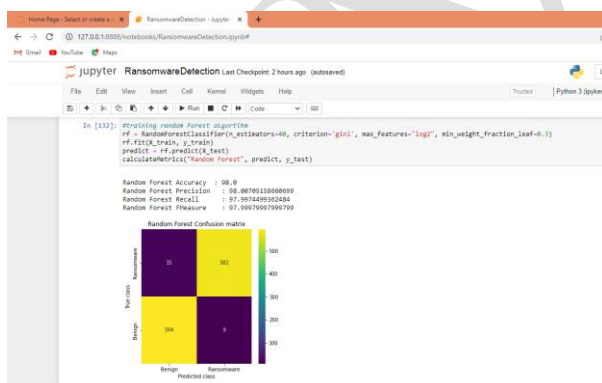 Home Page - Select or create a n
RansomwareDetection - Jupyter
127.0.0.1:8888/notebooks/RansomwareDetection.ipynb#
Gmail YouTube Maps
jupyter RansomwareDetection Last Checkpoint: 2 hours ago (autosaved)
File Edit View Insert Cell Kernel Widgets Help Trusted Python 3 (ipyker
Run Code
In [132]: #training random Forest algortihm
rf = RandomForestClassifier(n_estimators=40, criterion='gini', max_features="log2", min_weight_fraction_leaf=0.3)
rf.fit(X_train, y_train)
predict = rf.predict(X_test)
calculateMetrics("Random Forest", predict, y_test)
Random Forest Accuracy : 98.0
Random Forest Precision : 98.00705158660699
Random Forest Recall : 97.9974499362484
Random Forest FMeasure : 97.99979997999799
Random Forest Confusion matrix
Ransomware
Benign
True class
35 582
584 9
500
400
300
200
100
Benign Ransomware
Predicted class